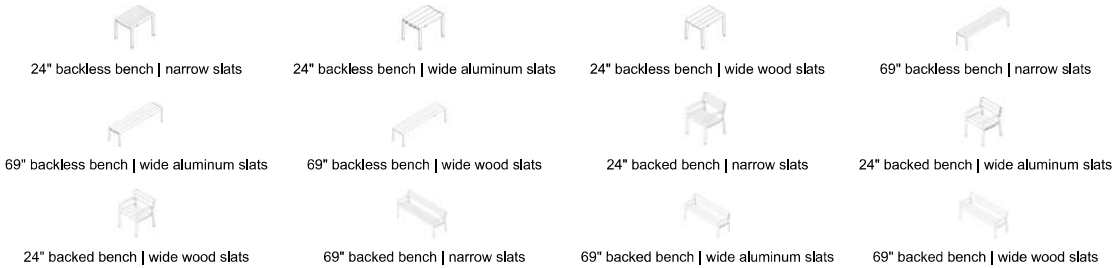 24" backless bench | narrow slats
24" backless bench | wide aluminum slats
24" backless bench | wide wood slats
69" backless bench | narrow slats
69" backless bench | wide aluminum slats
69" backless bench | wide wood slats
24" backed bench | narrow slats
24" backed bench | wide aluminum slats
24" backed bench | wide wood slats
69" backed bench | narrow slats
69" backed bench | wide aluminum slats
69" backed bench | wide wood slats